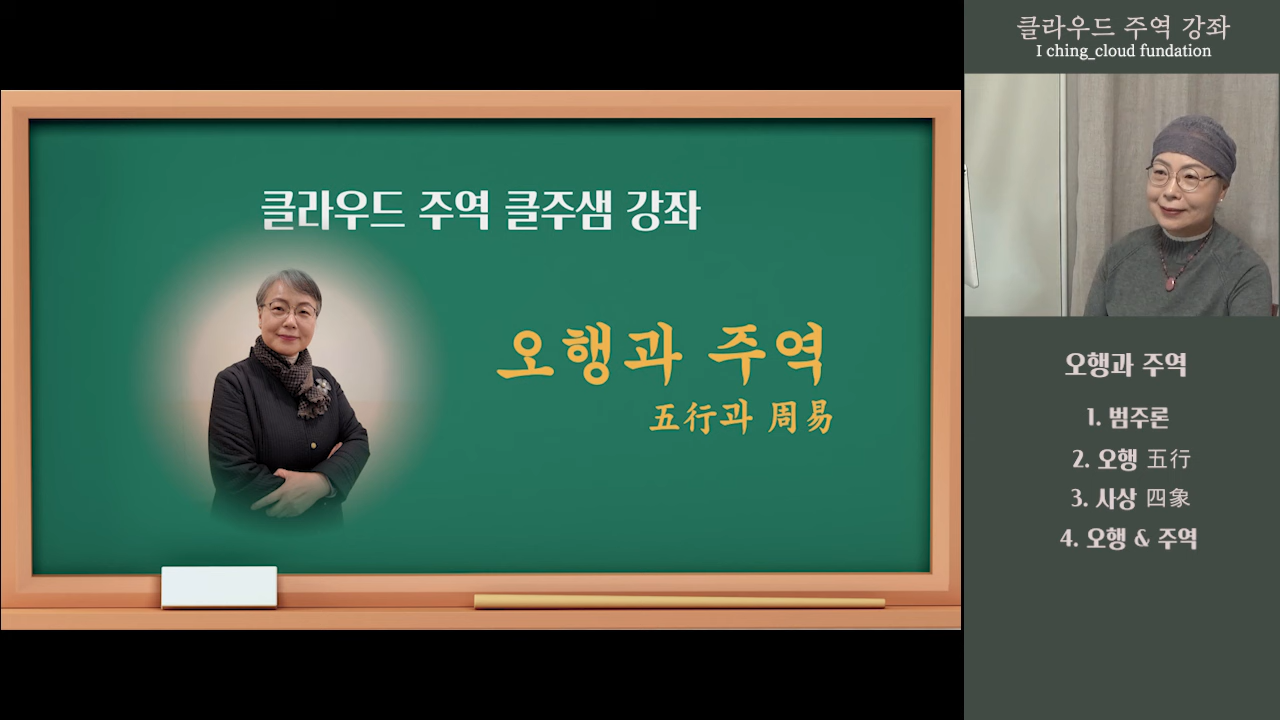 클라우드 주역 클주샘 강좌
오행과 주역
五行과 周易
클라우드 주역 강좌
I ching_cloud fundation
오행과 주역
1. 범주론
2. 오행 五行
3. 사상 四象
4. 오행 & 주역